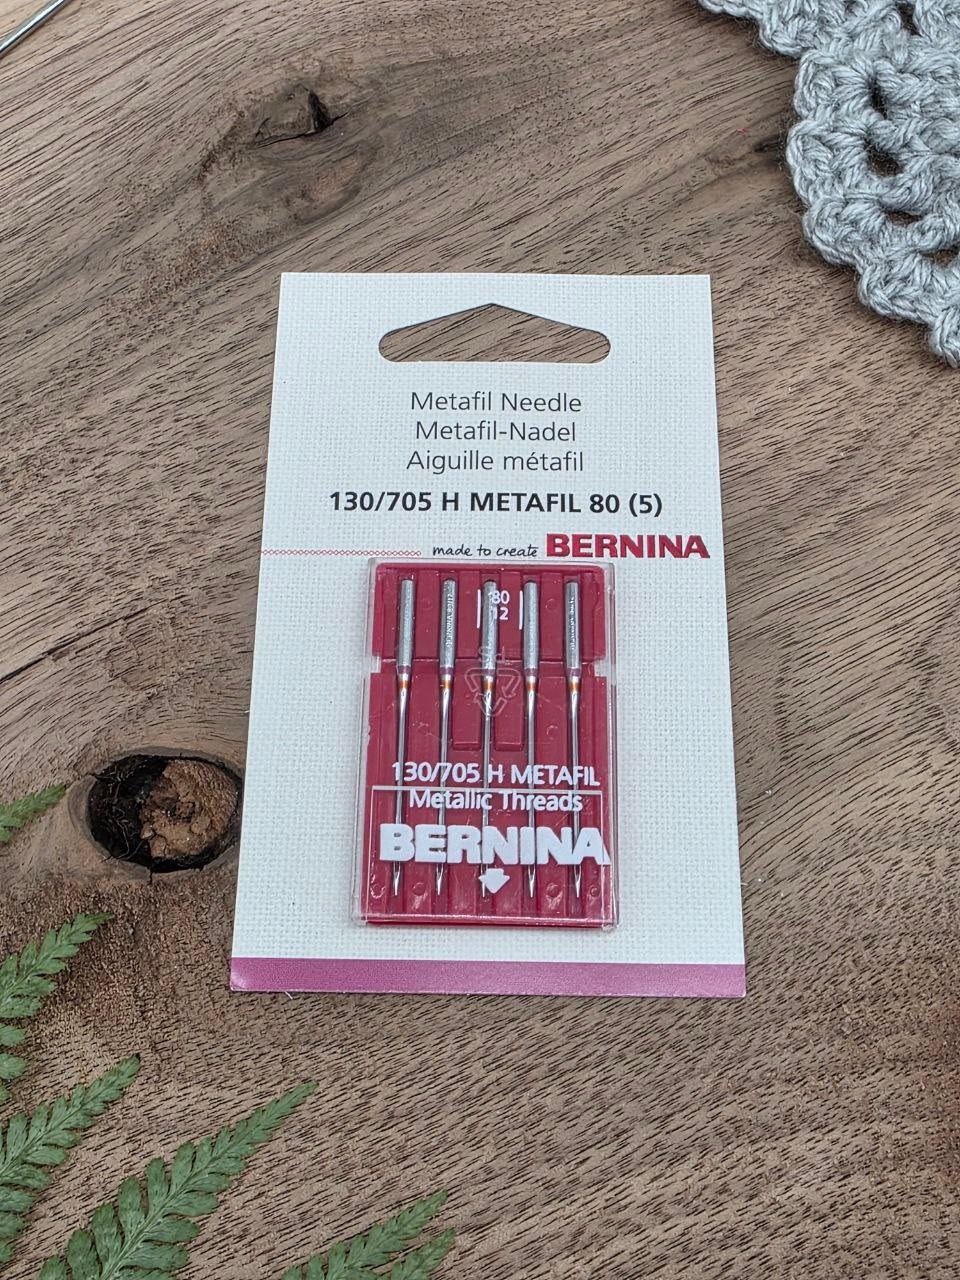 Metafil Needle
Metafil-Nadel
Aiguille métafil
130/705 H METAFIL 80 (5)
made to create BERNINA
80
12
130/705 H METAFIL
Metallic Threads
BERNINA